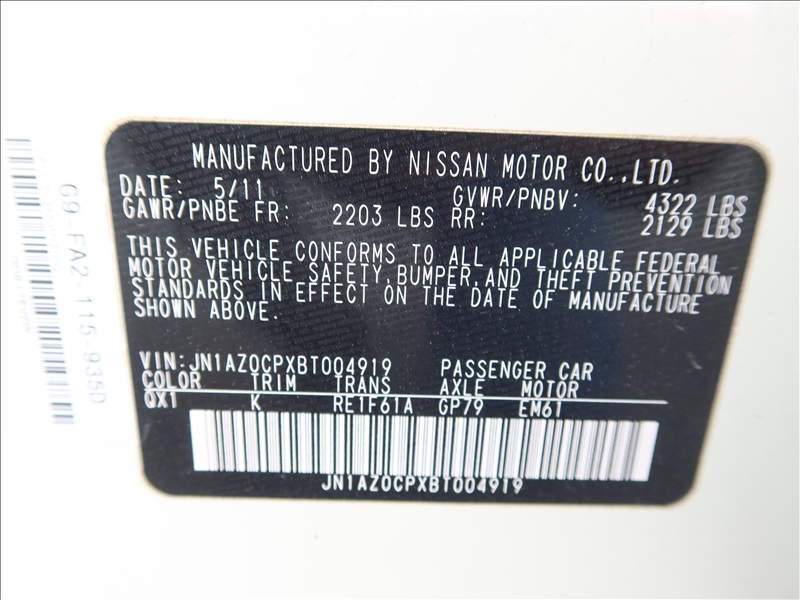 MANUFACTURED BY NISSAN MOTOR CO.,LTD.
DATE: 5/11 GVWR/PNBV: 4322 LBS
GAWR/PNBE FR: 2203 LBS RR: 2129 LBS
THIS VEHICLE CONFORMS TO ALL APPLICABLE FEDERAL
MOTOR VEHICLE SAFETY,BUMPER,AND THEFT PREVENTION
STANDARDS IN EFFECT ON THE DATE OF MANUFACTURE
SHOWN ABOVE.
VIN:JN1AZ0CPXBT004919 PASSENGER CAR
COLOR TRIM TRANS AXLE MOTOR
QX1 K RE1F61A GP79 EM61
JN1AZ0CPXBT004919
G9-FA2-115-9350